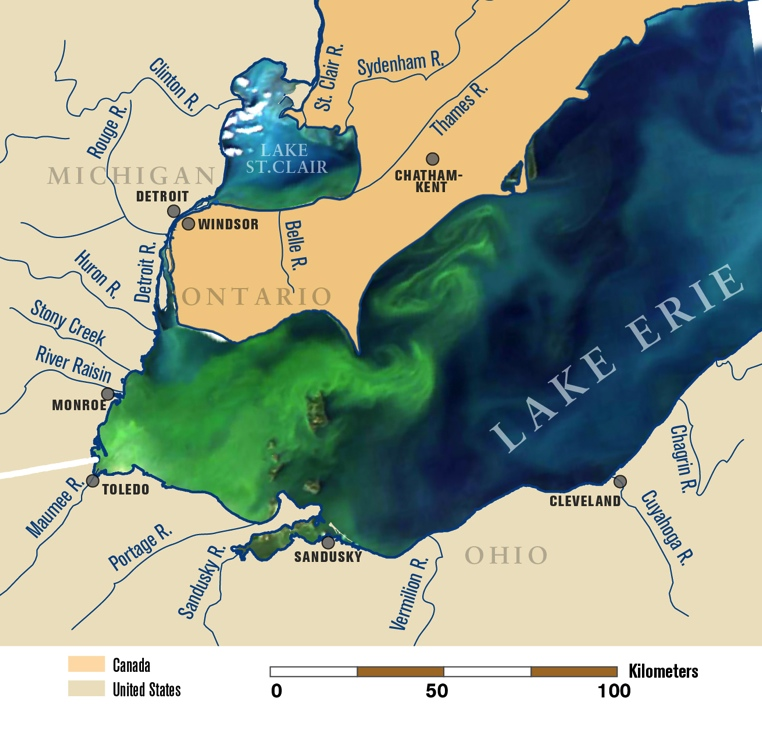 Clinton R.
St. Clair R.
Sydenham R.
Thames R.
Rouge R.
LAKE
ST.CLAIR
MICHIGAN
CHATHAM-
KENT
DETROIT
WINDSOR
Belle R.
Detroit R.
Huron R.
ONTARIO
Stony Creek
River Raisin
LAKE ERIE
MONROE
Chagrin R.
TOLEDO
Maumee R.
CLEVELAND
Cuyahoga R.
Portage R.
SANDUSKY
OHIO
Sandusky R.
Vermilion R.
Canada
United States
Kilometers
0 50 100